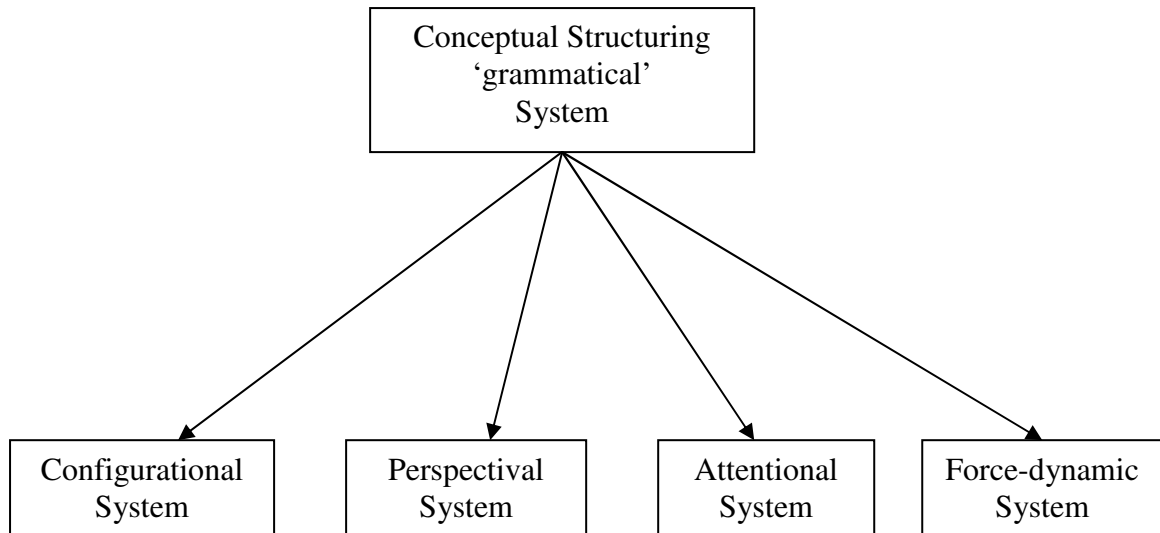 Conceptual Structuring
‘grammatical’
System
Configurational
System
Perspectival
System
Attentional
System
Force-dynamic
System